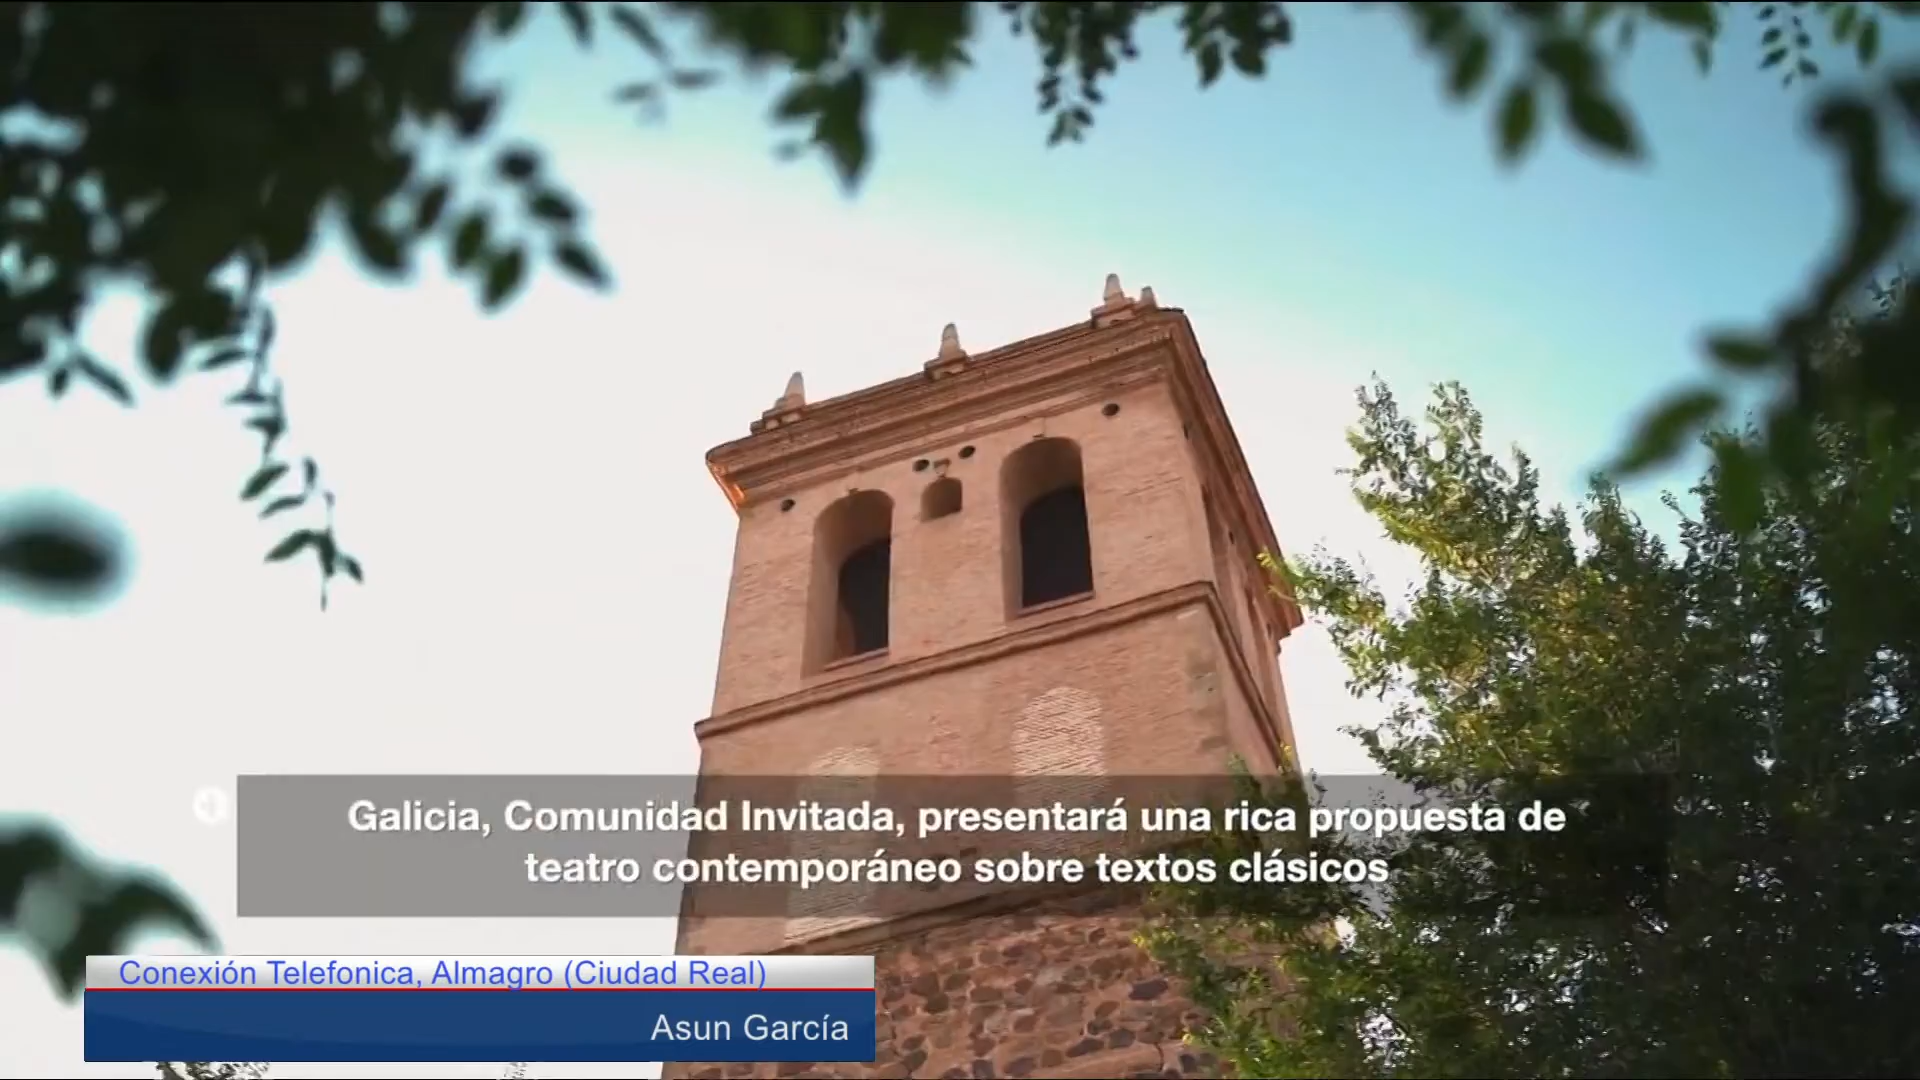 Galicia, Comunidad Invitada, presentará una rica propuesta de
teatro contemporáneo sobre textos clásicos
Conexión Telefonica, Almagro (Ciudad Real)
Asun García